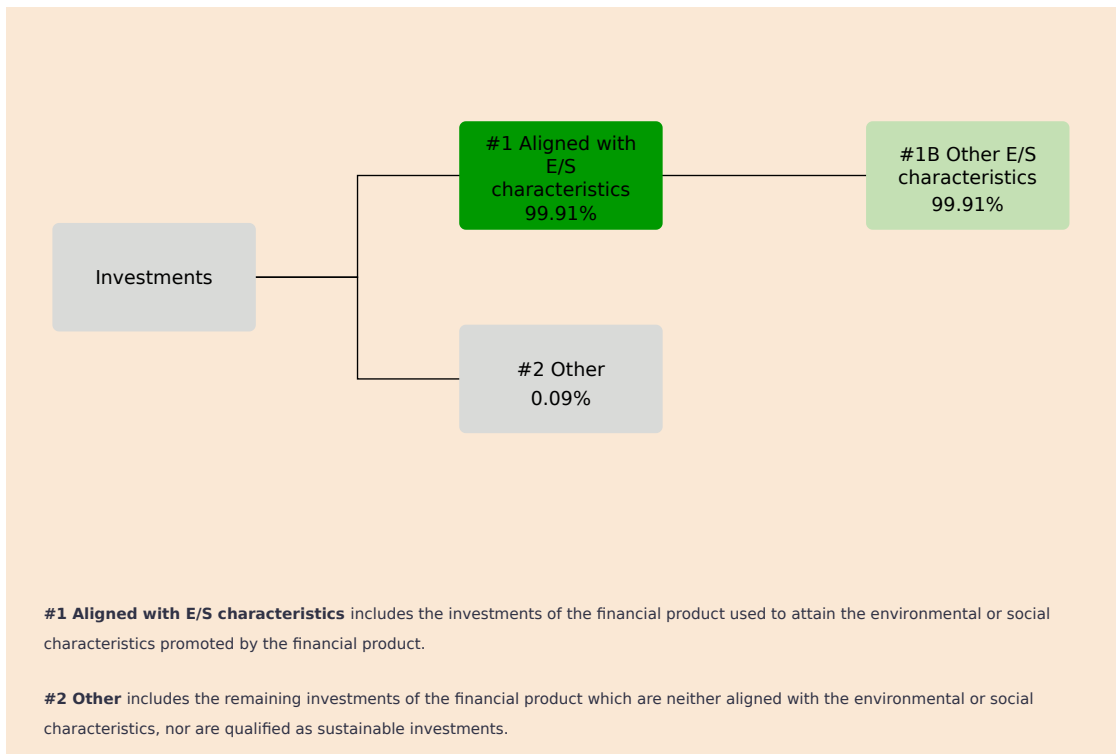 #1 Aligned with
E/S
characteristics
99.91%
#1B Other E/S
characteristics
99.91%
Investments
#2 Other
0.09%
#1 Aligned with E/S characteristics includes the investments of the financial product used to attain the environmental or social
characteristics promoted by the financial product.
#2 Other includes the remaining investments of the financial product which are neither aligned with the environmental or social
characteristics, nor are qualified as sustainable investments.